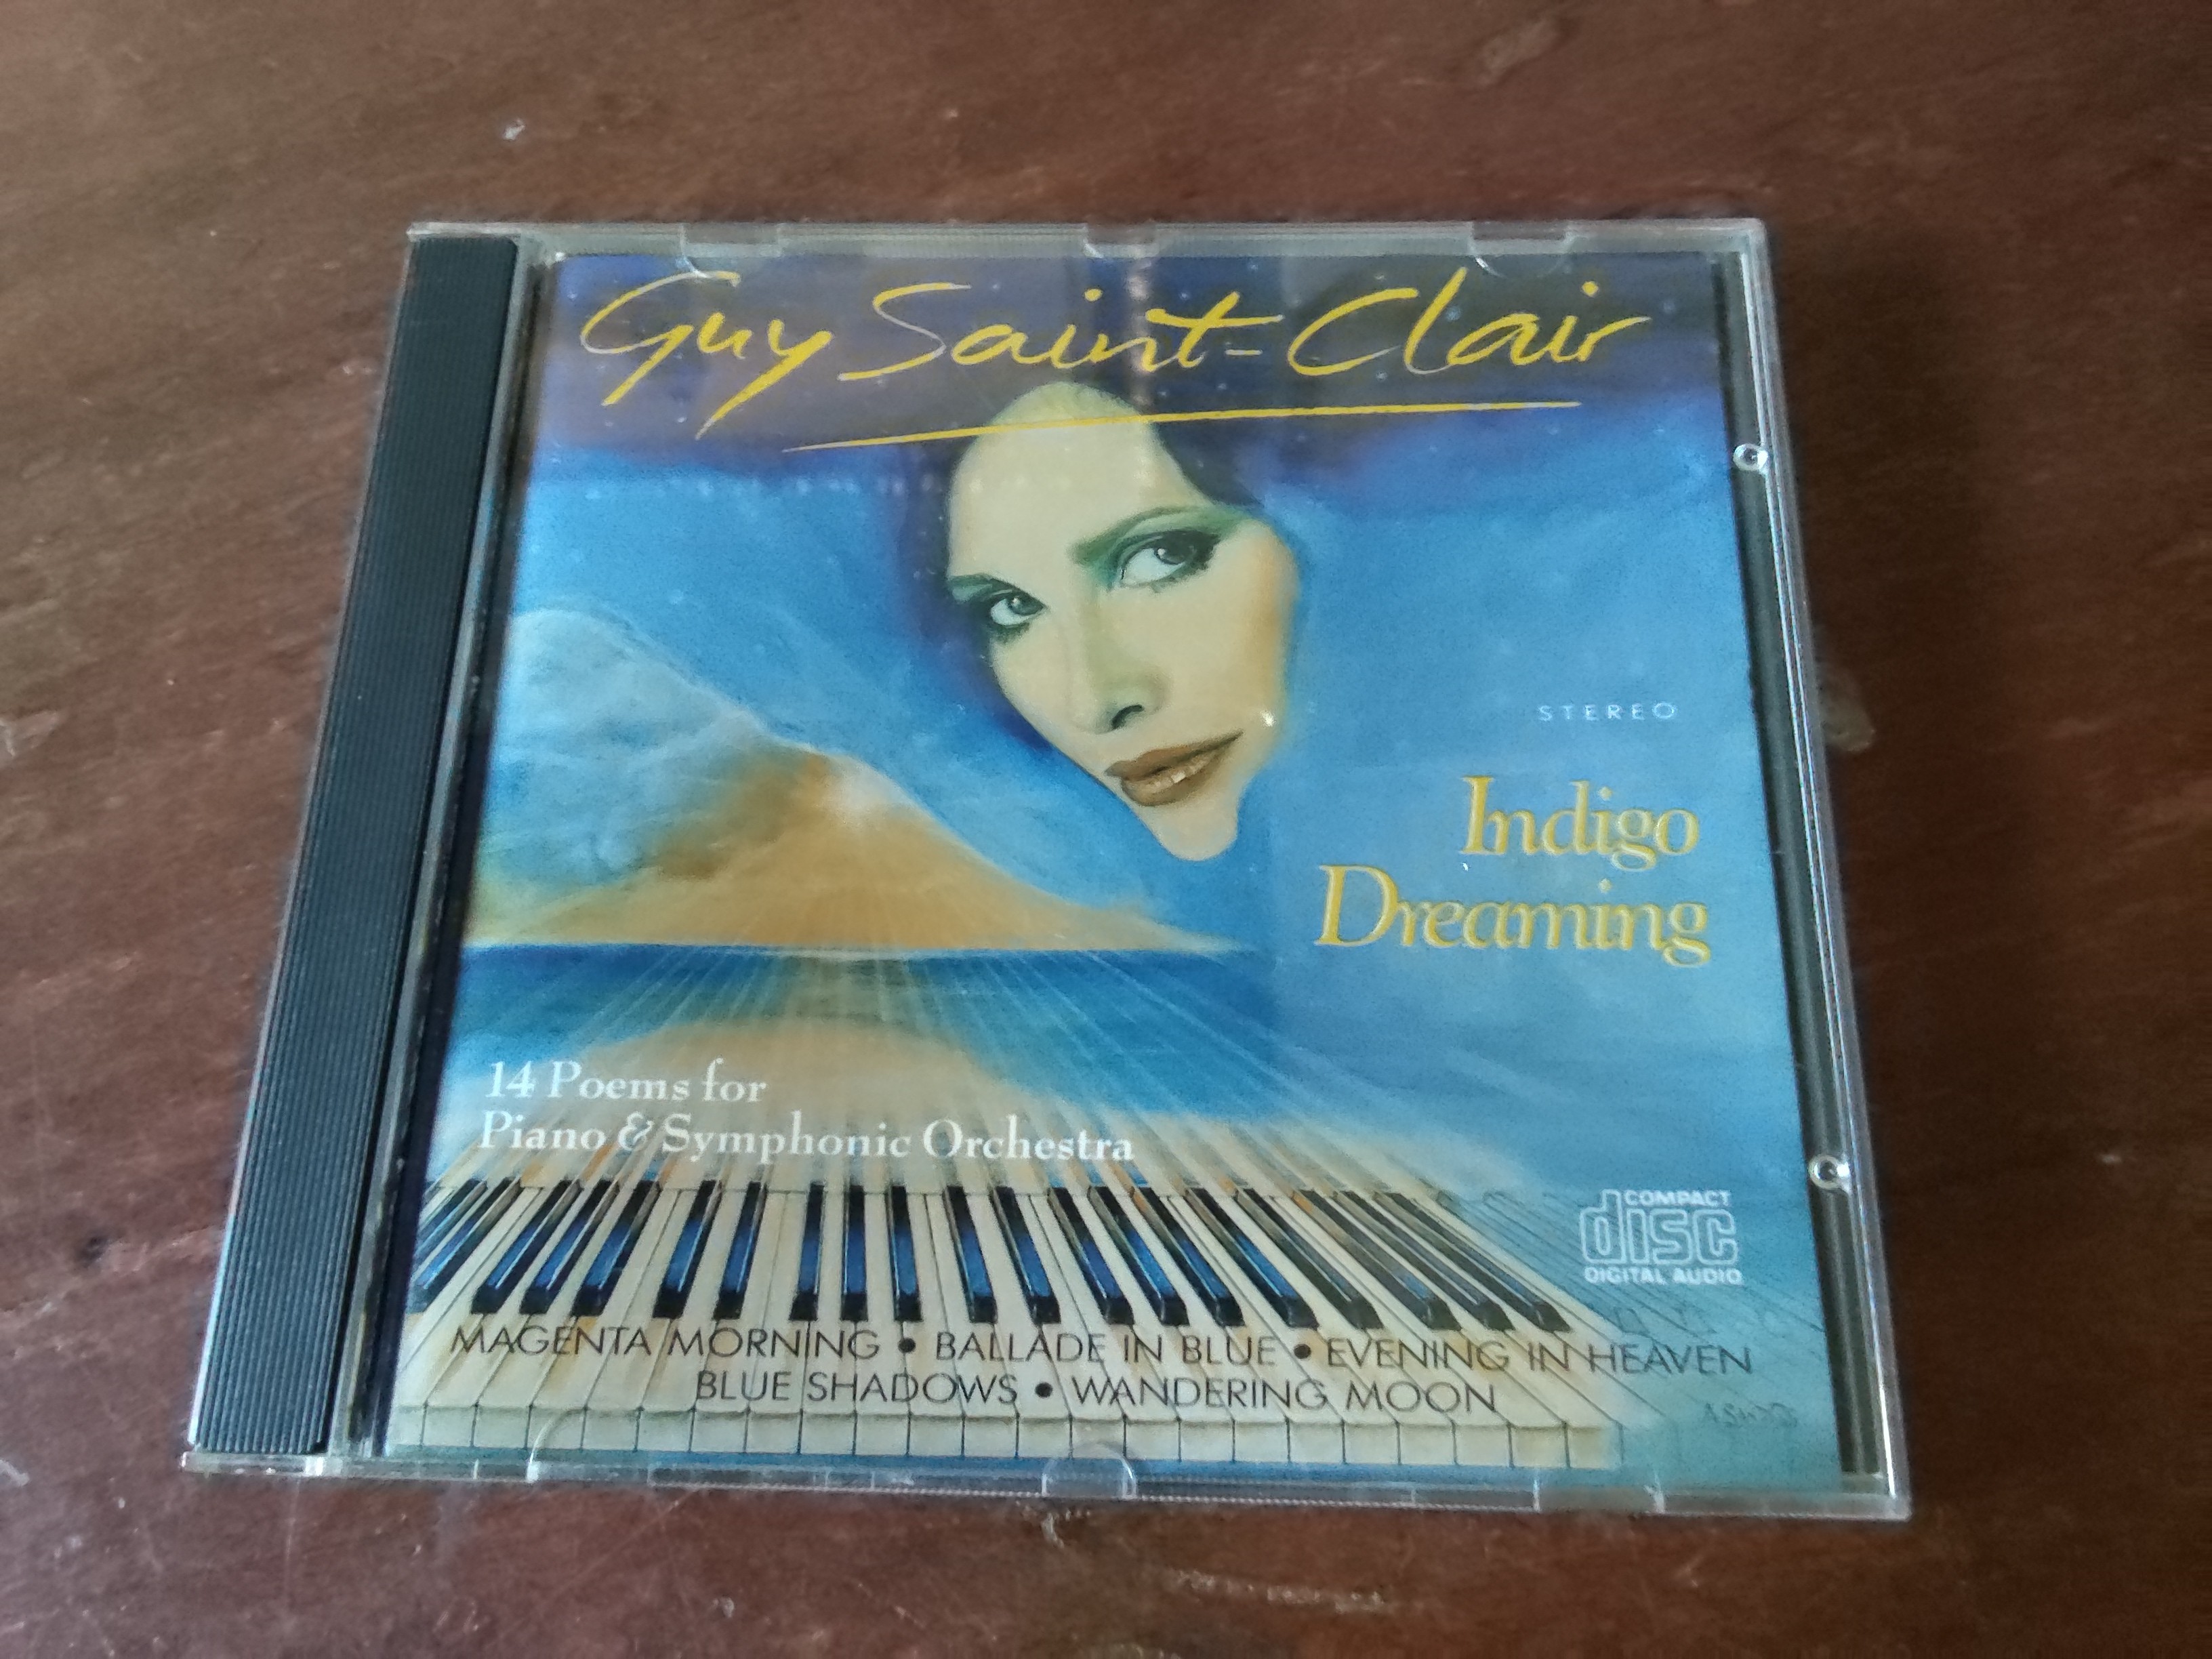 Guy Saint-Clair
STEREO
Indigo
Dreaming
14 Poems for
Piano & Symphonic Orchestra
COMPACT
disc
DIGITAL AUDIO
MAGENTA MORNING • BALLADE IN BLUE • EVENING IN HEAVEN
BLUE SHADOWS • WANDERING MOON